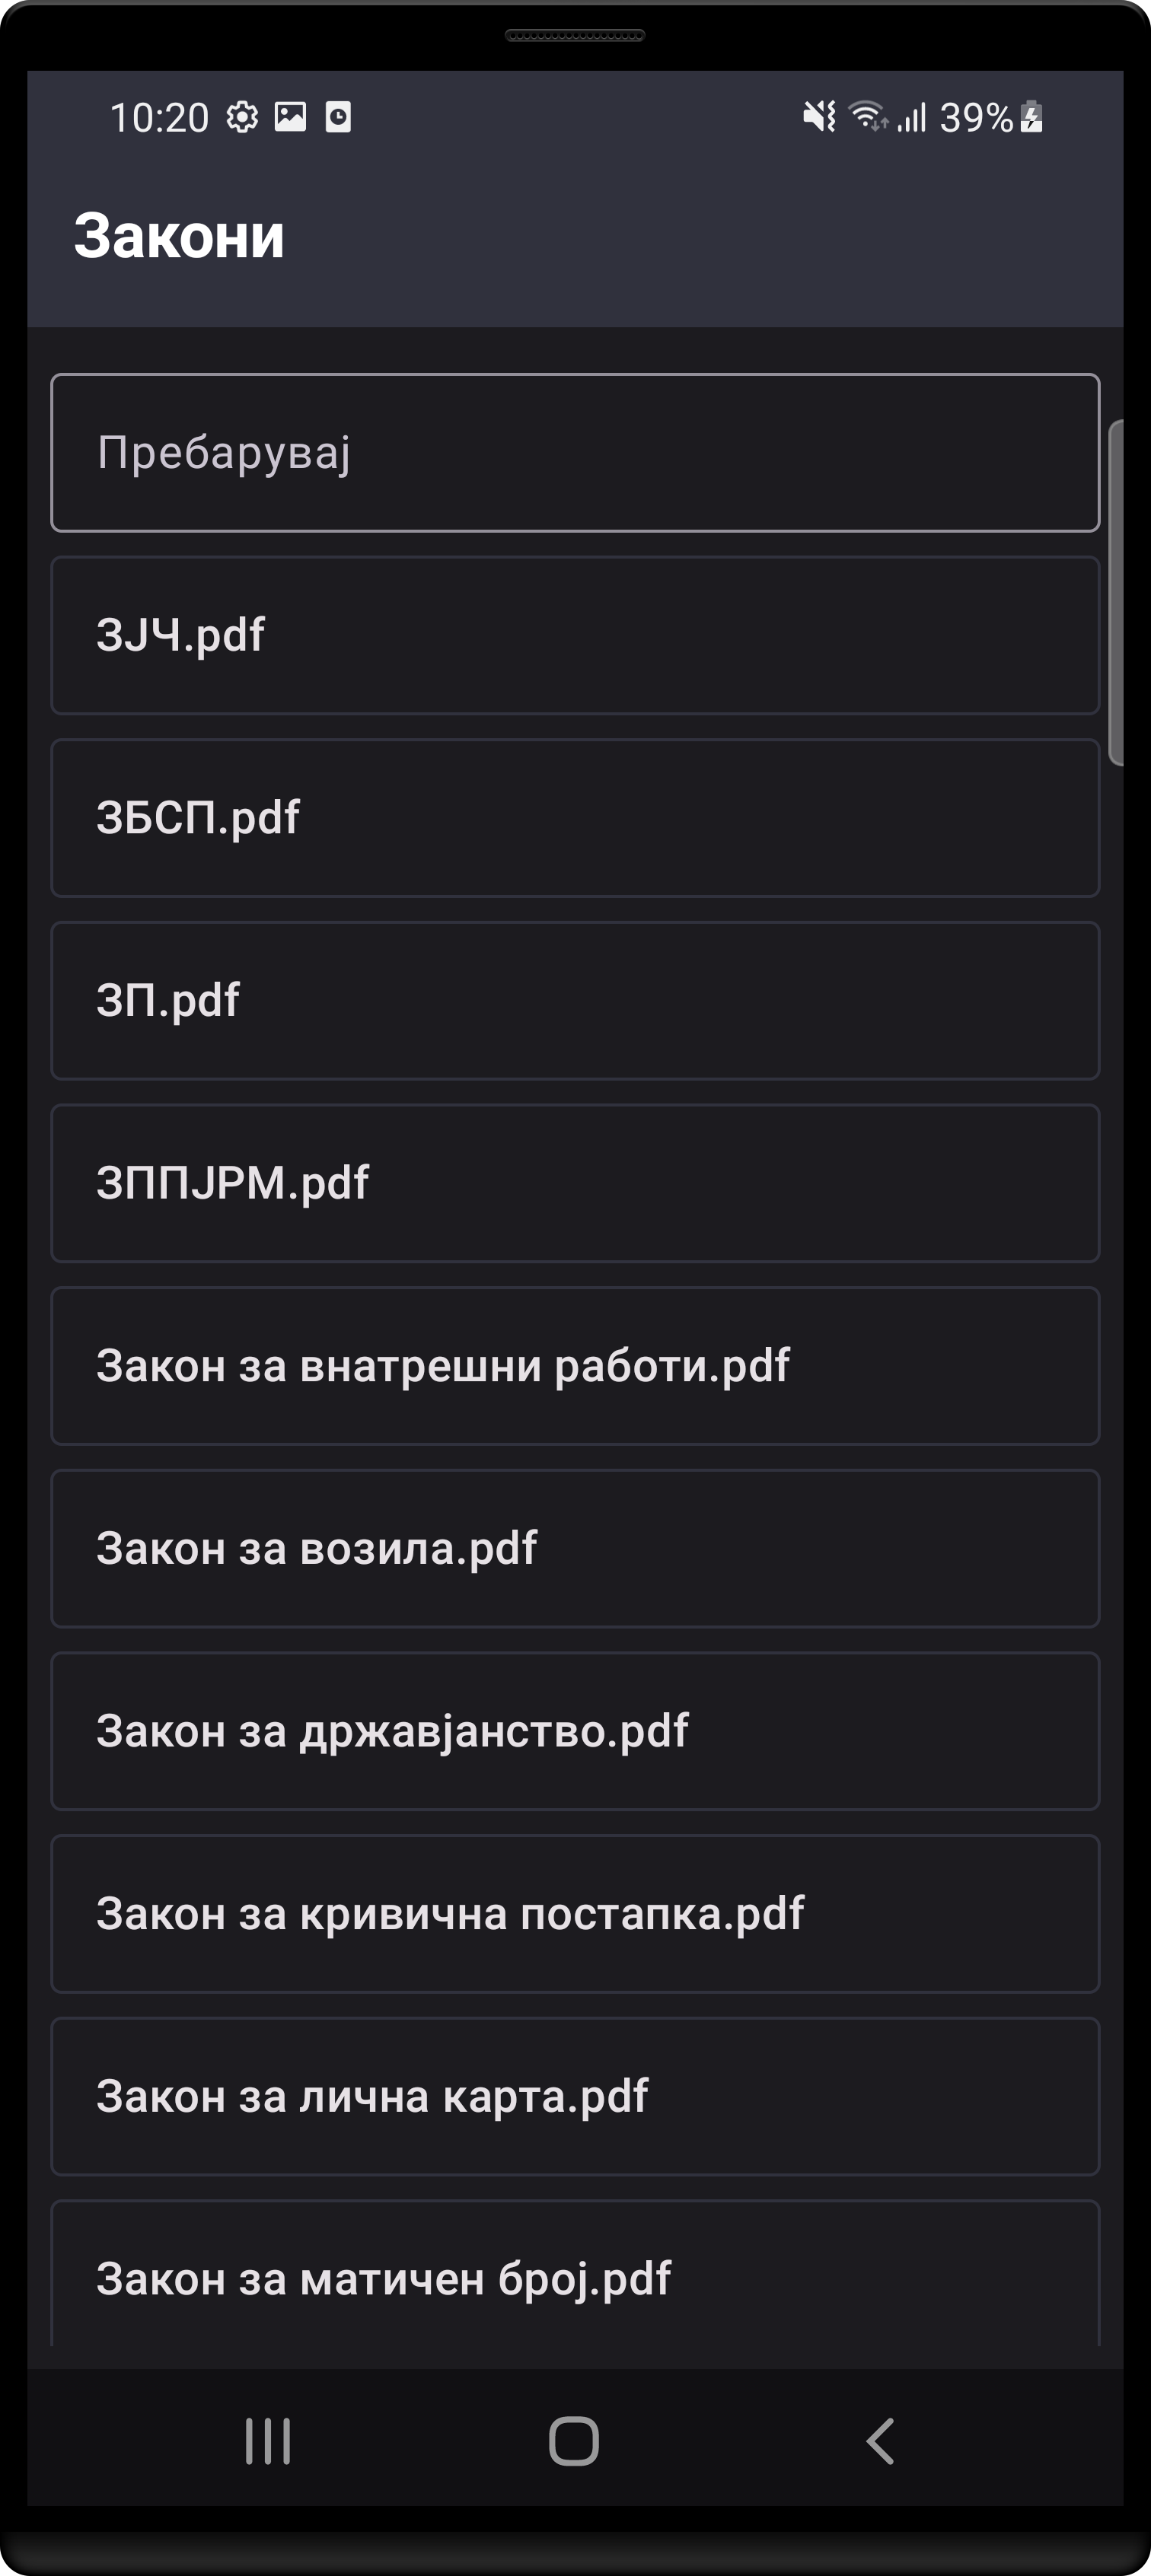 10:20
39%
Закони
Пребарувај
ЗЈЧ.pdf
ЗБСП.pdf
ЗП.pdf
ЗППЈРМ.pdf
Закон за внатрешни работи.pdf
Закон за возила.pdf
Закон за државјанство.pdf
Закон за кривична постапка.pdf
Закон за лична карта.pdf
Закон за матичен број.pdf